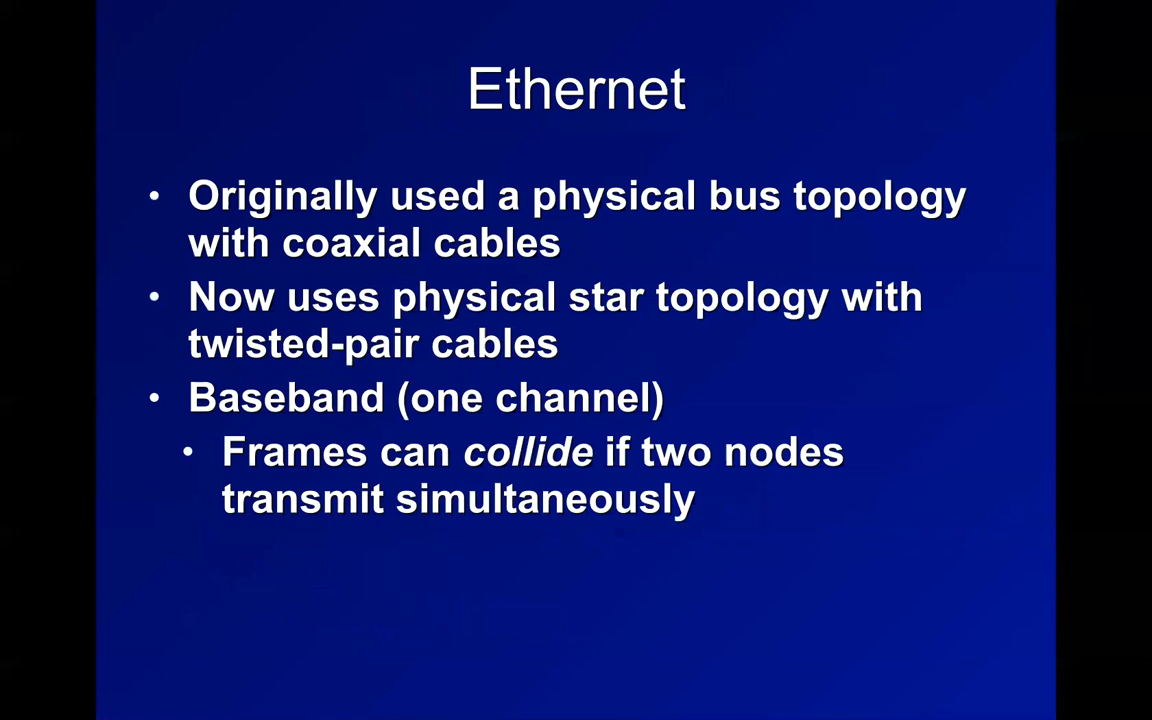 Ethernet
• Originally used a physical bus topology
with coaxial cables
• Now uses physical star topology with
twisted-pair cables
• Baseband (one channel)
• Frames can collide if two nodes
transmit simultaneously